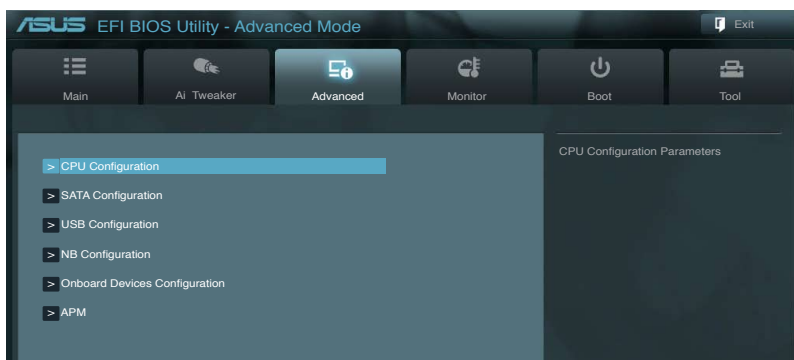 ASUS EFI BIOS Utility - Advanced Mode
Exit
Main
Ai Tweaker
Advanced
Monitor
Boot
Tool
> CPU Configuration
> SATA Configuration
> USB Configuration
> NB Configuration
> Onboard Devices Configuration
> APM
CPU Configuration Parameters